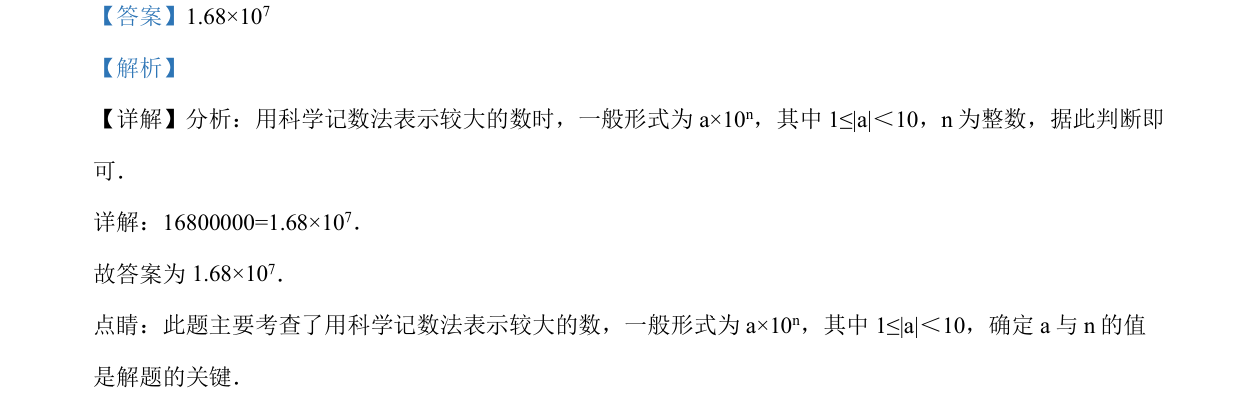 【答案】1.68×10⁷
【解析】
【详解】分析：用科学记数法表示较大的数时，一般形式为 a×10ⁿ，其中 1≤|a|＜10，n 为整数，据此判断即
可．
详解：16800000=1.68×10⁷．
故答案为 1.68×10⁷．
点睛：此题主要考查了用科学记数法表示较大的数，一般形式为 a×10ⁿ，其中 1≤|a|＜10，确定 a 与 n 的值
是解题的关键．